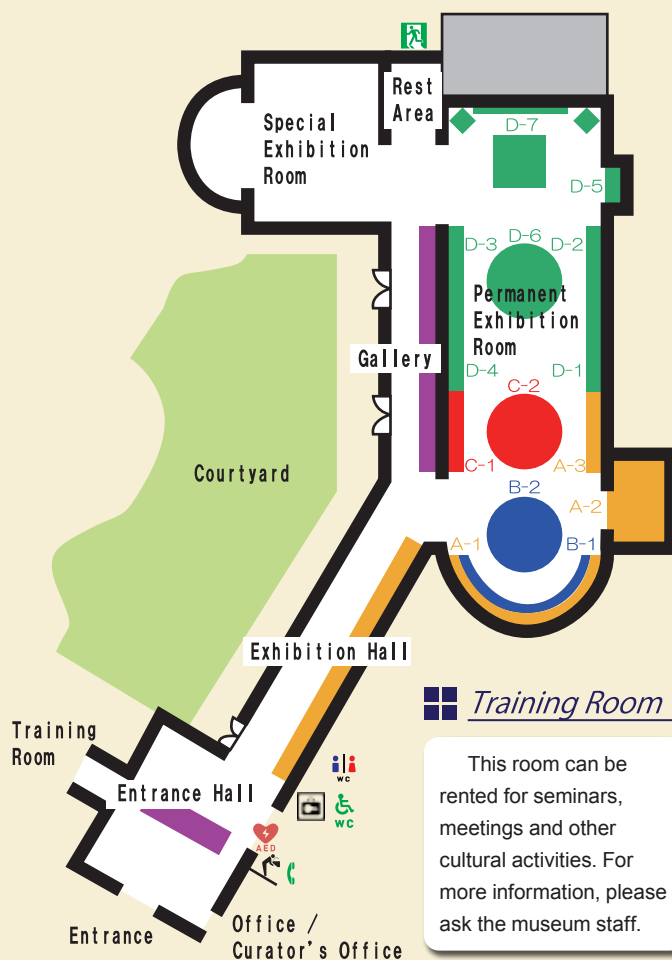 Rest
Area
Special
Exhibition
Room
D-7
D-5
D-3
D-6
D-2
Permanent
Exhibition
Room
Gallery
D-4
D-1
C-2
Courtyard
C-1
A-3
B-2
A-2
A-1
B-1
Exhibition Hall
Training Room
This room can be
rented for seminars,
meetings and other
cultural activities. For
more information, please
ask the museum staff.
Training
Room
Entrance Hall
WC
WC
AED
Entrance
Office /
Curator's Office